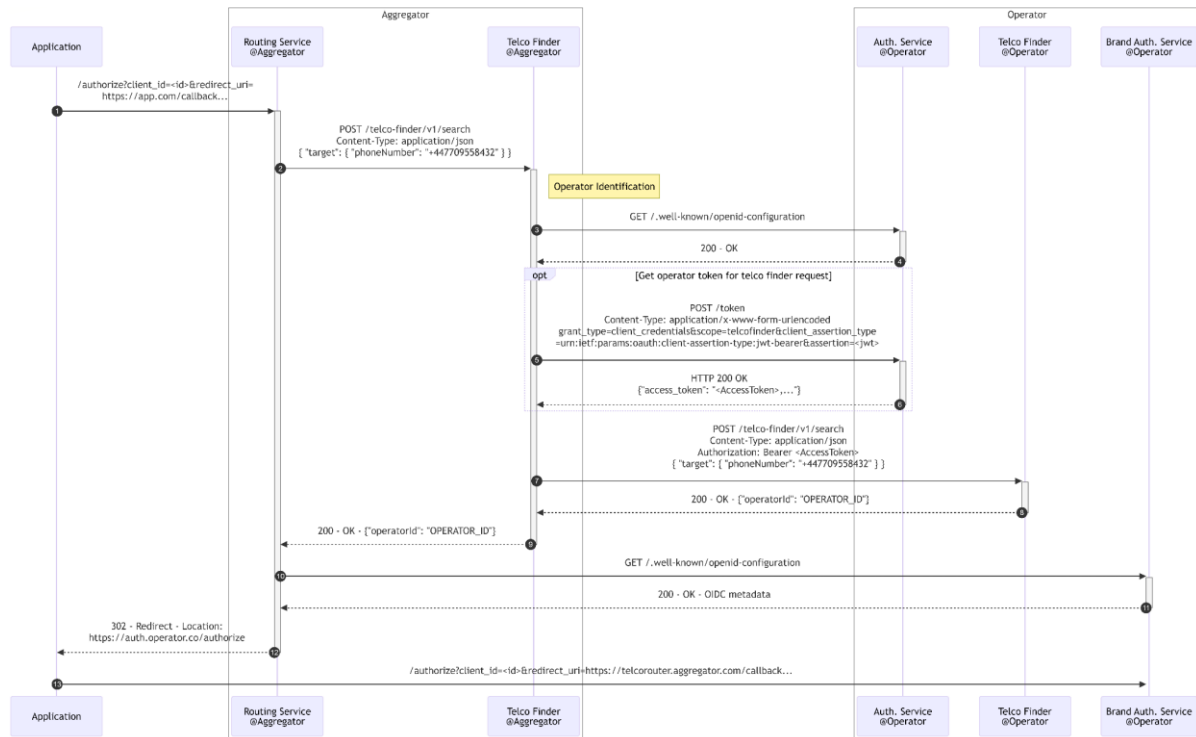 Aggregator
Operator
Application
Routing Service
@Aggregator
Telco Finder
@Aggregator
Auth. Service
@Operator
Telco Finder
@Operator
Brand Auth. Service
@Operator
/authorize?client_id=<id>&redirect_uri=
https://app.com/callback...
1
POST /telco-finder/v1/search
Content-Type: application/json
{ "target": { "phoneNumber": "+447709558432" } }
2
Operator Identification
GET /.well-known/openid-configuration
3
200 - OK
4
opt
[Get operator token for telco finder request]
POST /token
Content-Type: application/x-www-form-urlencoded
grant_type=client_credentials&scope=telcofinder&client_assertion_type
=urn:ietf:params:oauth:client-assertion-type:jwt-bearer&assertion=<jwt>
5
HTTP 200 OK
{"access_token": "<AccessToken>,..."}
6
POST /telco-finder/v1/search
Content-Type: application/json
Authorization: Bearer <AccessToken>
{ "target": { "phoneNumber": "+447709558432" } }
7
200 - OK - ["operatorId": "OPERATOR_ID"]
8
200 - OK - ["operatorId": "OPERATOR_ID"]
9
GET /.well-known/openid-configuration
10
200 - OK - OIDC metadata
11
302 - Redirect - Location:
https://auth.operator.co/authorize
12
/authorize?client_id=<id>&redirect_uri=https://telcorouter.aggregator.com/callback...
13
Application
Routing Service
@Aggregator
Telco Finder
@Aggregator
Auth. Service
@Operator
Telco Finder
@Operator
Brand Auth. Service
@Operator